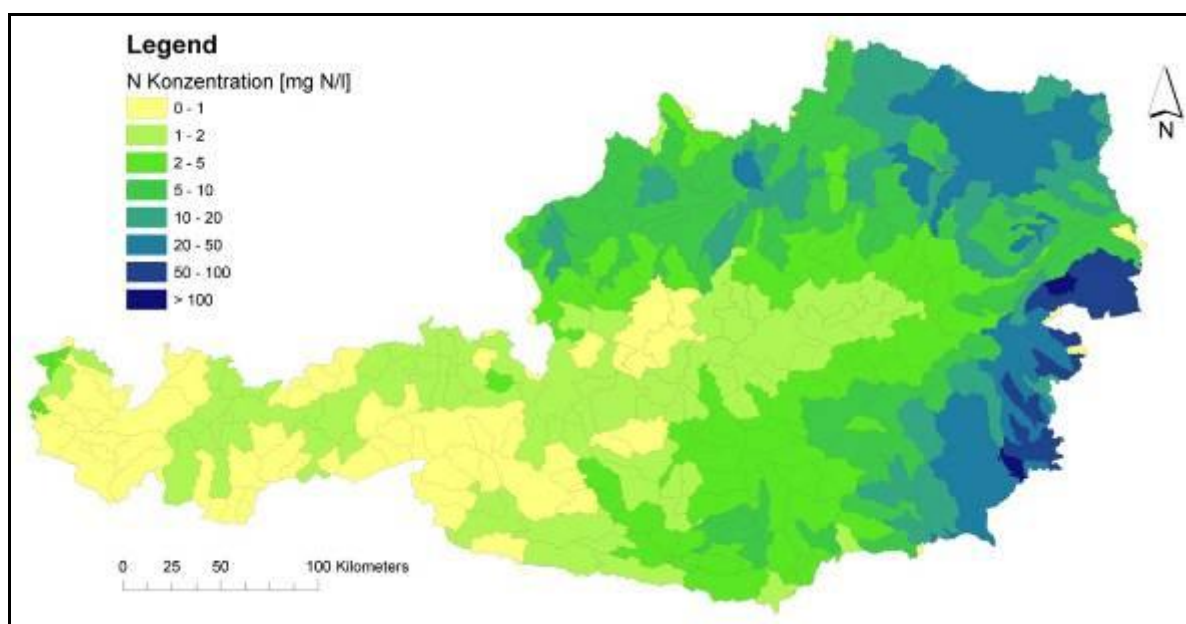 Legend
N Konzentration [mg N/l]
0 - 1
1 - 2
2 - 5
5 - 10
10 - 20
20 - 50
50 - 100
> 100
N
0 25 50 100 Kilometers